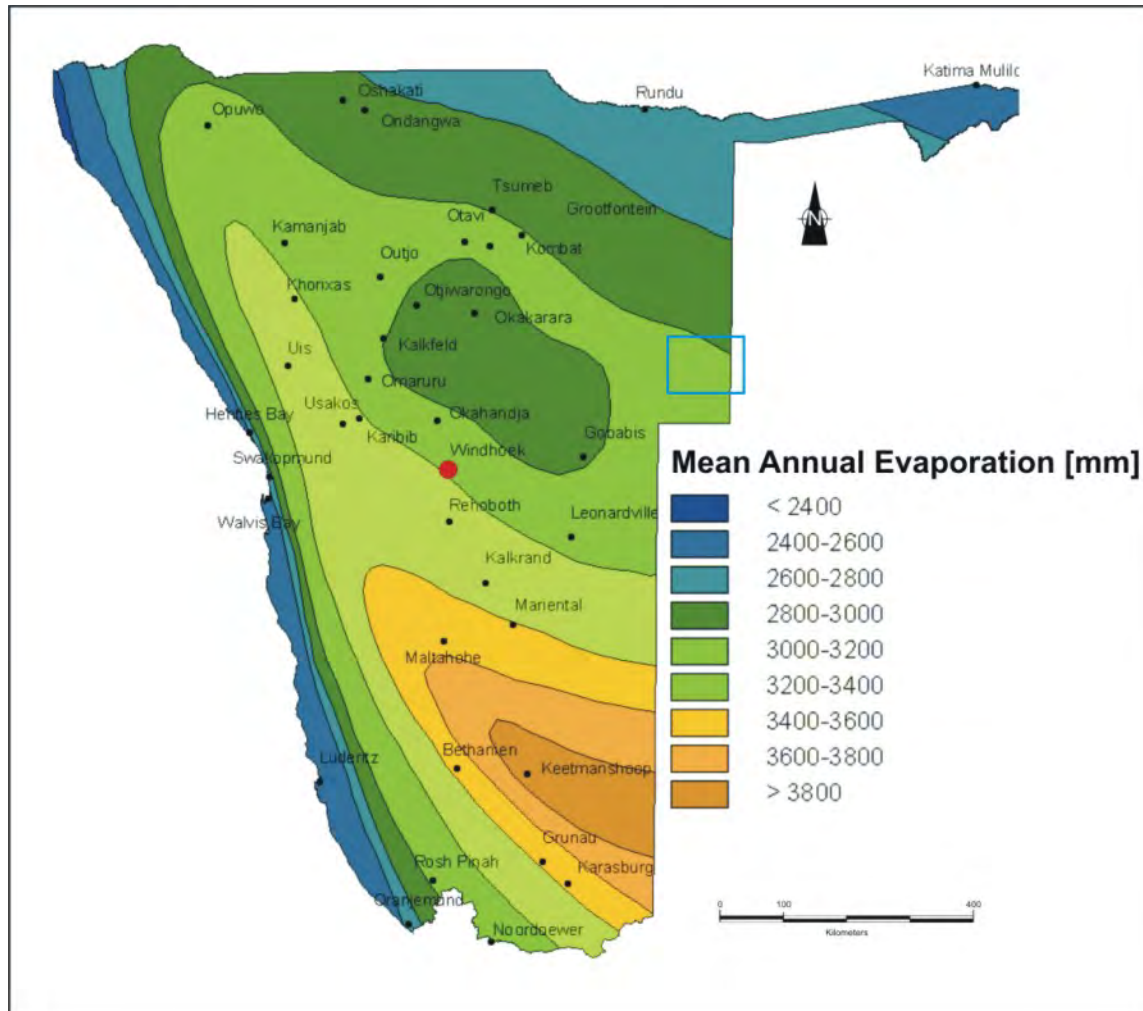 Katima Mulilo
Rundu
Oshakati
Ondangwa
Opuwo
Tsumeb
Grootfontein
Otavi
Kombat
Kamanjab
Outjo
Khorixas
Otjiwarongo
Okakarara
Kalkfeld
Uis
Omaruru
Usakos
Okahandja
Henties Bay
Karibib
Gobabis
Windhoek
Swakopmund
Rehoboth
Leonardville
Walvis Bay
Kalkrand
Mariental
Maltahohe
Bethanien
Luderitz
Keetmanshoop
Grunau
Rosh Pinah
Karasburg
Oranjemund
Noordoewer
N
Mean Annual Evaporation [mm]
< 2400
2400-2600
2600-2800
2800-3000
3000-3200
3200-3400
3400-3600
3600-3800
> 3800
0 100 400
Kilometers